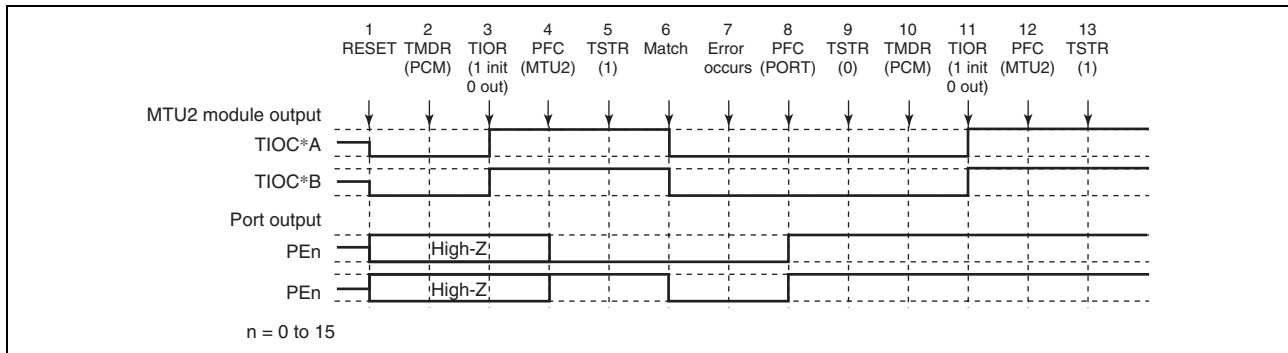 1 2 3 4 5 6 7 8 9 10 11 12 13
RESET TMDR TIOR PFC TSTR Match Error PFC TSTR TMDR TIOR PFC TSTR
(PCM) (1 init (MTU2) (1) occurs (PORT) (0) (PCM) (1 init (MTU2) (1)
0 out) 0 out)
MTU2 module output
TIOC*A
TIOC*B
Port output
PEn High-Z
PEn High-Z
n = 0 to 15